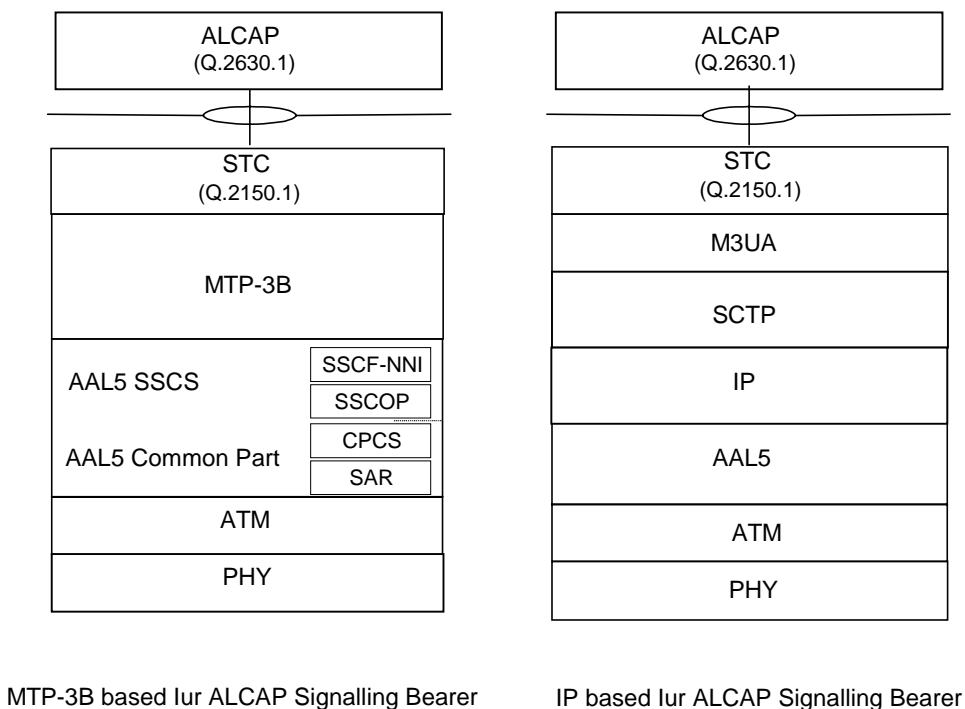 ALCAP
(Q.2630.1)
STC
(Q.2150.1)
MTP-3B
AAL5 SSCS
SSCF-NNI
SSCOP
AAL5 Common Part
CPCS
SAR
ATM
PHY
MTP-3B based Iur ALCAP Signalling Bearer
ALCAP
(Q.2630.1)
STC
(Q.2150.1)
M3UA
SCTP
IP
AAL5
ATM
PHY
IP based Iur ALCAP Signalling Bearer